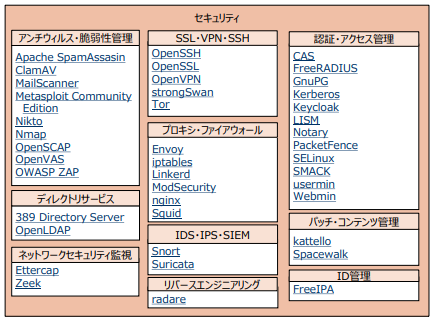 セキュリティ
アンチウィルス・脆弱性管理
Apache SpamAssasin
ClamAV
MailScanner
Metasploit Community
Edition
Nikto
Nmap
OpenSCAP
OpenVAS
OWASP ZAP
ディレクトリサービス
389 Directory Server
OpenLDAP
ネットワークセキュリティ監視
Ettercap
Zeek
SSL・VPN・SSH
OpenSSH
OpenSSL
OpenVPN
strongSwan
Tor
プロキシ・ファイアウォール
Envoy
iptables
Linkerd
ModSecurity
nginx
Squid
IDS・IPS・SIEM
Snort
Suricata
リバースエンジニアリング
radare
認証・アクセス管理
CAS
FreeRADIUS
GnuPG
Kerberos
Keycloak
LISM
Notary
PacketFence
SELinux
SMACK
usermin
Webmin
パッチ・コンテンツ管理
kattello
Spacewalk
ID管理
FreeIPA